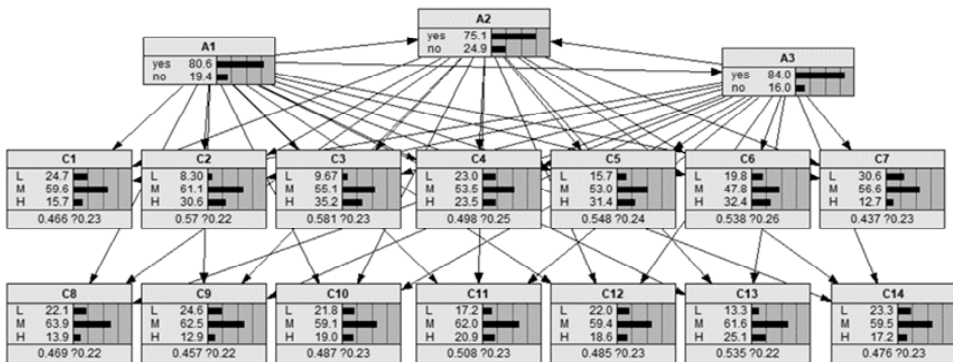 A2
yes 75.1
no 24.9
A1
yes 80.6
no 19.4
A3
yes 84.0
no 16.0
C1
L 24.7
M 59.6
H 15.7
0.466 ?0.23
C2
L 8.30
M 61.1
H 30.6
0.57 ?0.22
C3
L 9.67
M 55.1
H 35.2
0.581 ?0.23
C4
L 23.0
M 53.5
H 23.5
0.498 ?0.25
C5
L 15.7
M 53.0
H 31.4
0.548 ?0.24
C6
L 19.8
M 47.8
H 32.4
0.538 ?0.26
C7
L 30.6
M 56.6
H 12.7
0.437 ?0.23
C8
L 22.1
M 63.9
H 13.9
0.469 ?0.22
C9
L 24.6
M 62.5
H 12.9
0.457 ?0.22
C10
L 21.8
M 59.1
H 19.0
0.487 ?0.23
C11
L 17.2
M 62.0
H 20.9
0.508 ?0.23
C12
L 22.0
M 59.4
H 18.6
0.485 ?0.23
C13
L 13.3
M 61.6
H 25.1
0.535 ?0.22
C14
L 23.3
M 59.5
H 17.2
0.476 ?0.23